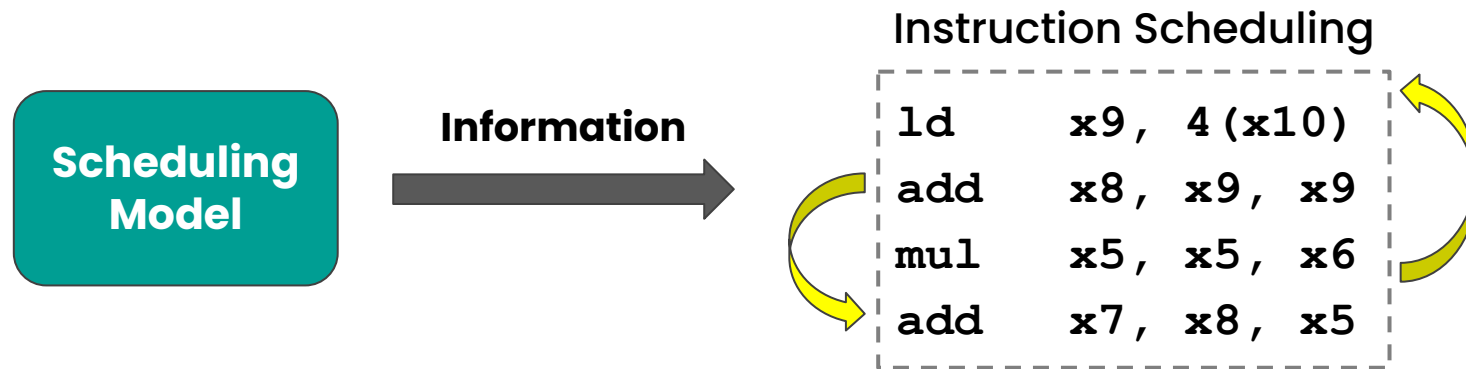 Instruction Scheduling
Scheduling
Model
Information
ld x9, 4(x10)
add x8, x9, x9
mul x5, x5, x6
add x7, x8, x5